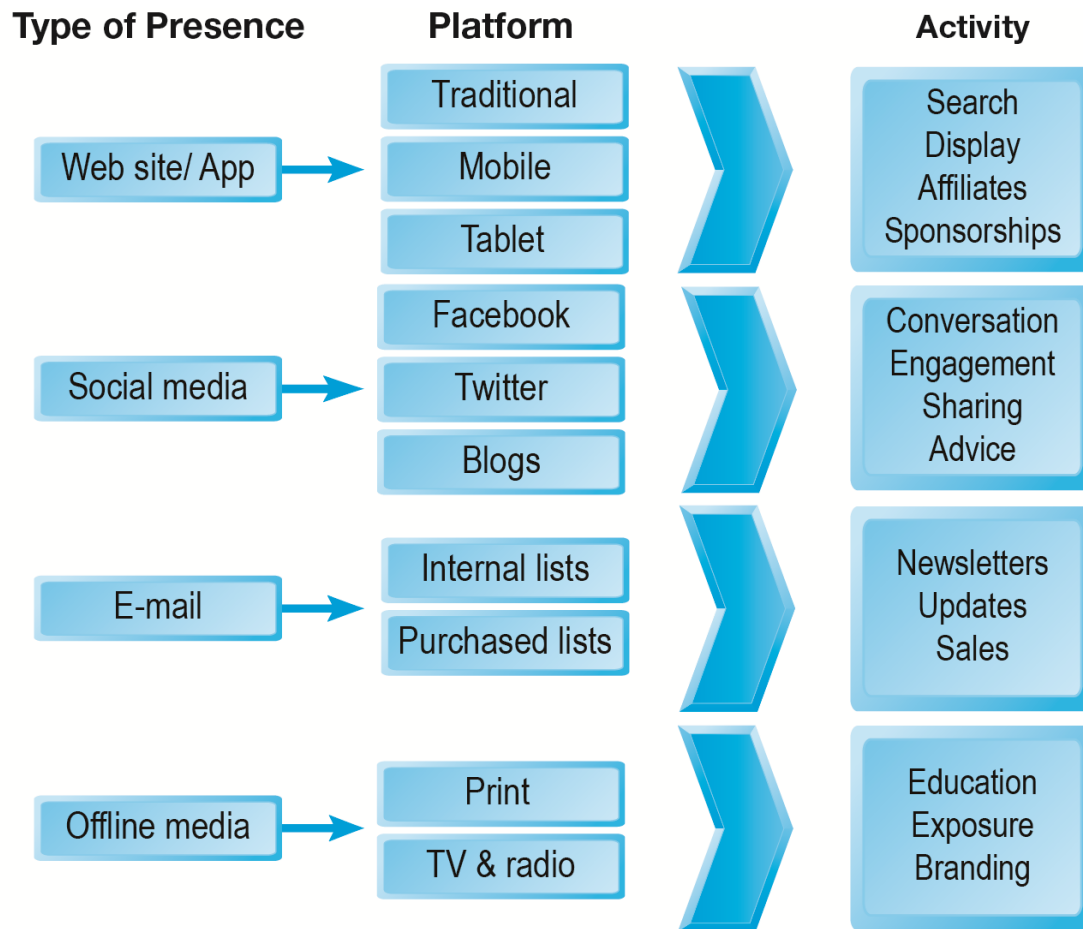 Type of Presence
Platform
Activity
Web site/ App
Traditional
Mobile
Tablet
Search
Display
Affiliates
Sponsorships
Social media
Facebook
Twitter
Blogs
Conversation
Engagement
Sharing
Advice
E-mail
Internal lists
Purchased lists
Newsletters
Updates
Sales
Offline media
Print
TV & radio
Education
Exposure
Branding